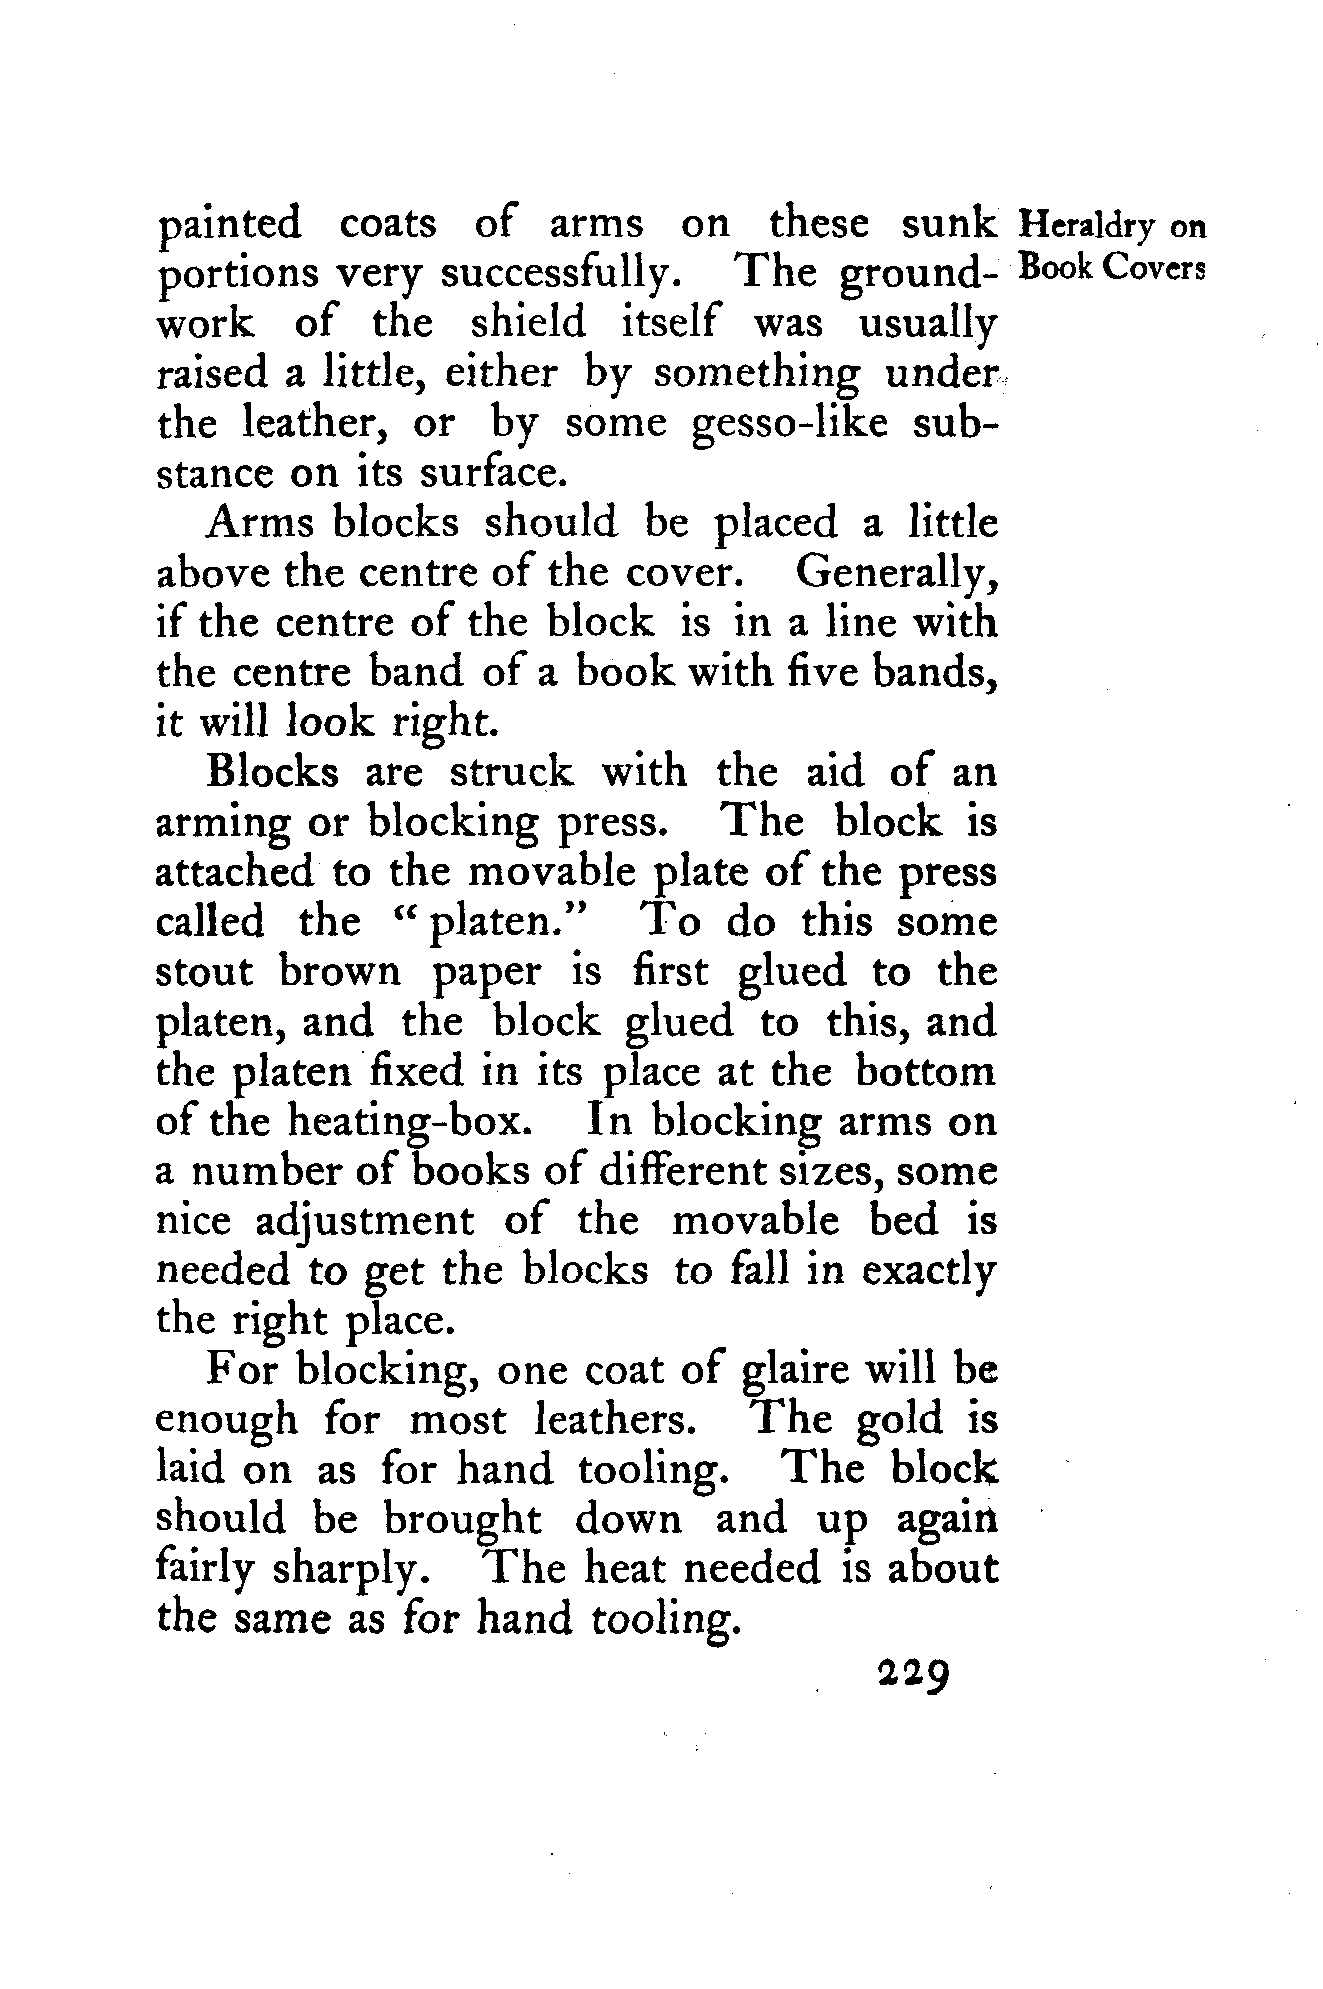 painted coats of arms on these sunk
portions very successfully. The ground-
work of the shield itself was usually
raised a little, either by something under
the leather, or by some gesso-like sub-
stance on its surface.
Arms blocks should be placed a little
above the centre of the cover. Generally,
if the centre of the block is in a line with
the centre band of a book with five bands,
it will look right.
Blocks are struck with the aid of an
arming or blocking press. The block is
attached to the movable plate of the press
called the “platen.” To do this some
stout brown paper is first glued to the
platen, and the block glued to this, and
the platen fixed in its place at the bottom
of the heating-box. In blocking arms on
a number of books of different sizes, some
nice adjustment of the movable bed is
needed to get the blocks to fall in exactly
the right place.
For blocking, one coat of glaire will be
enough for most leathers. The gold is
laid on as for hand tooling. The block
should be brought down and up again
fairly sharply. The heat needed is about
the same as for hand tooling.
Heraldry on
Book Covers
229